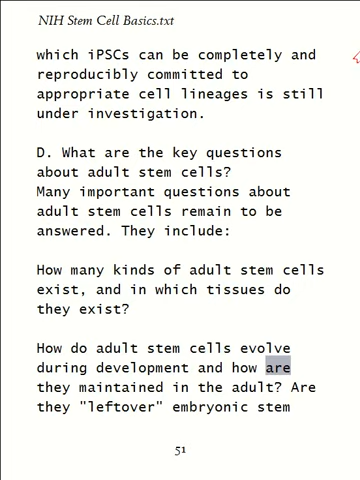 NIH Stem Cell Basics.txt
which iPSCs can be completely and
reproducibly committed to
appropriate cell lineages is still
under investigation.
D. What are the key questions
about adult stem cells?
Many important questions about
adult stem cells remain to be
answered. They include:
How many kinds of adult stem cells
exist, and in which tissues do
they exist?
How do adult stem cells evolve
during development and how are
they maintained in the adult? Are
they "leftover" embryonic stem
51